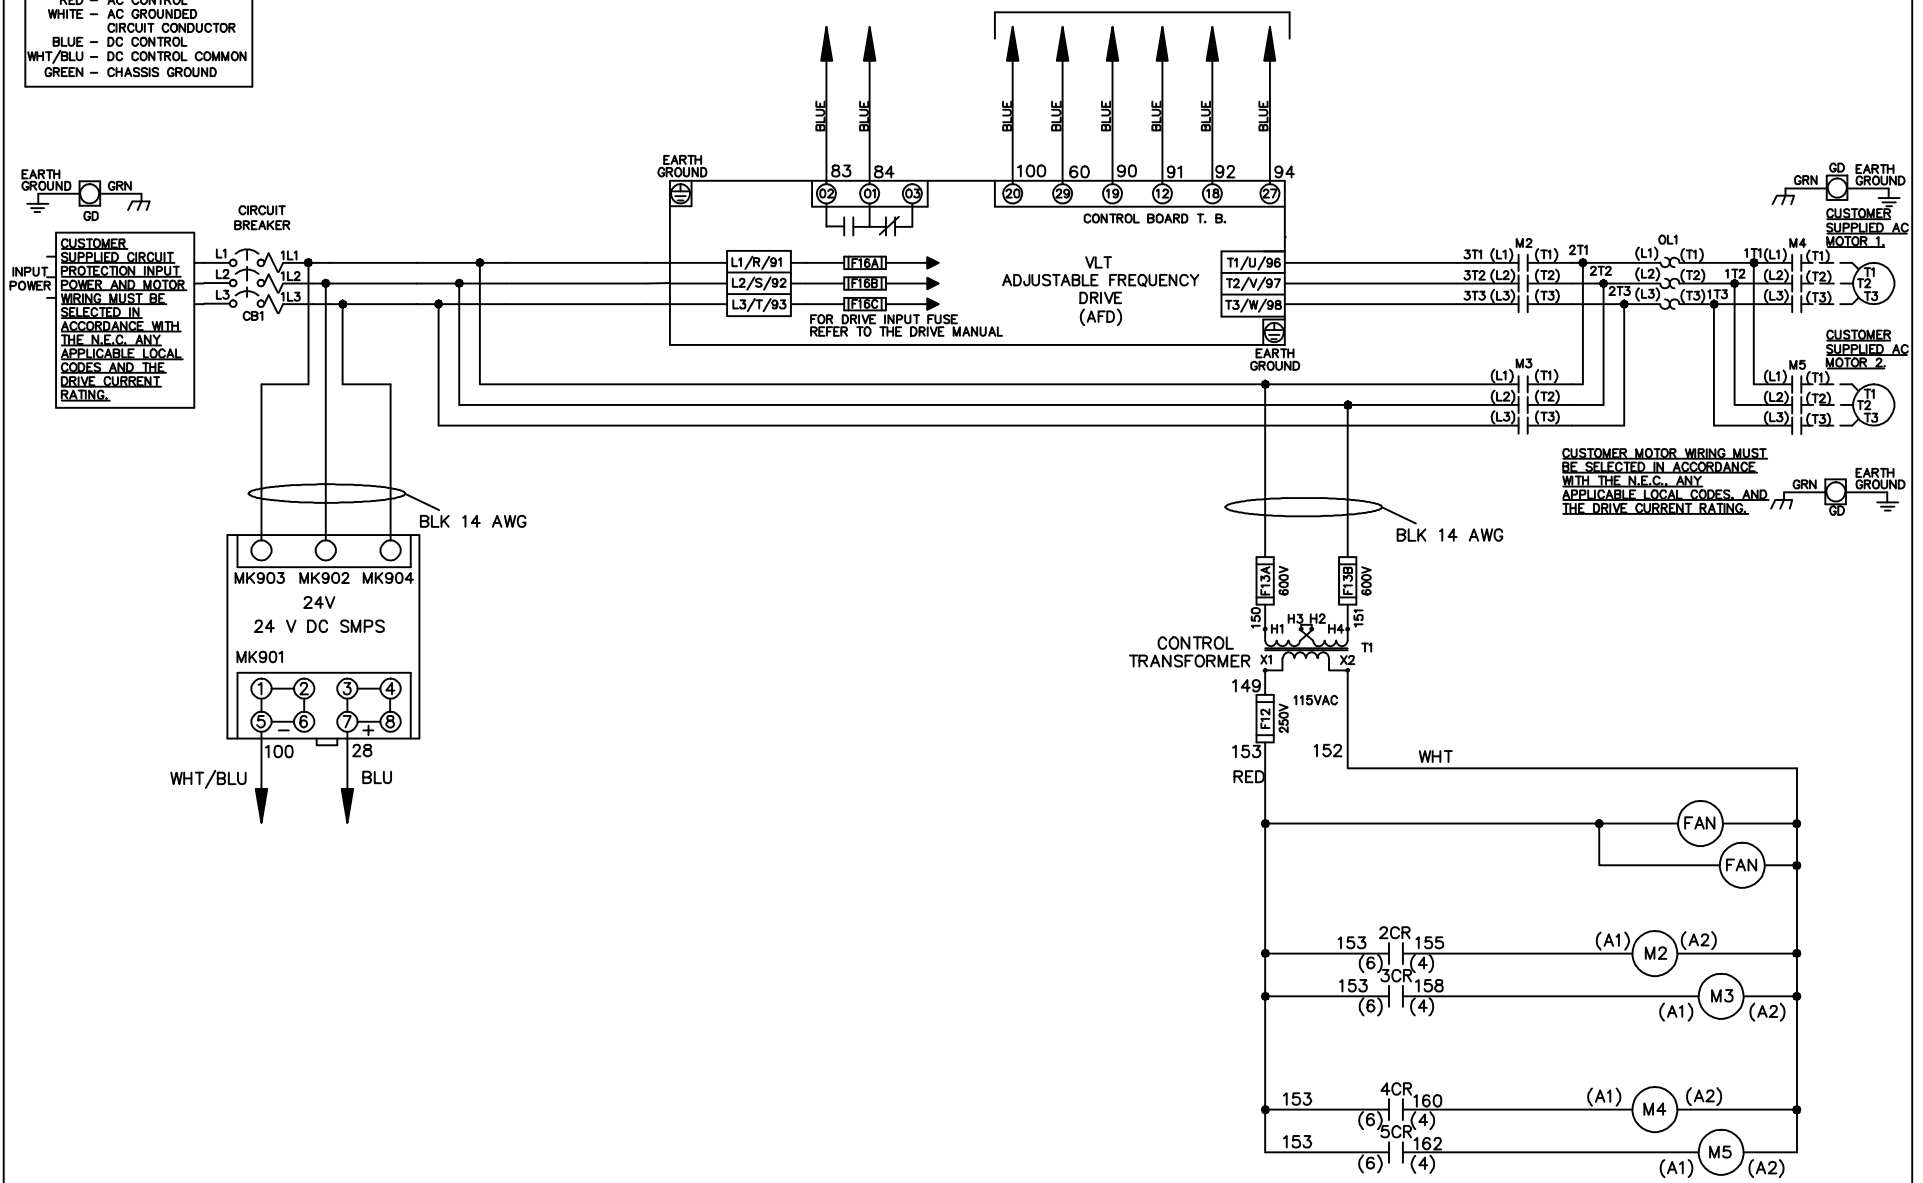 RED - AC CONTROL
WHITE - AC GROUNDED
CIRCUIT CONDUCTOR
BLUE - DC CONTROL
WHT/BLU - DC CONTROL COMMON
GREEN - CHASSIS GROUND
BLUE BLUE BLUE BLUE BLUE BLUE BLUE BLUE
EARTH
GROUND
83 84 100 60 90 91 92 94
02 01 03 20 29 19 12 18 27
CONTROL BOARD T. B.
EARTH
GROUND
GRN
GD
CIRCUIT
BREAKER
INPUT
POWER
CUSTOMER
SUPPLIED CIRCUIT
PROTECTION INPUT
POWER AND MOTOR
WIRING MUST BE
SELECTED IN
ACCORDANCE WITH
THE N.E.C. ANY
APPLICABLE LOCAL
CODES AND THE
DRIVE CURRENT
RATING.
L1 1L1
L2 1L2
L3 1L3
CB1
L1/R/91 F16A
L2/S/92 F16B
L3/T/93 F16C
FOR DRIVE INPUT FUSE
REFER TO THE DRIVE MANUAL
VLT
ADJUSTABLE FREQUENCY
DRIVE
(AFD)
T1/U/96
T2/V/97
T3/W/98
EARTH
GROUND
GRN GD EARTH
GROUND
CUSTOMER
SUPPLIED AC
MOTOR 1.
M2 OL1 M4
3T1 (L1) (T1) 2T1 (L1) (T1) 1T1 (L1) (T1) T1
3T2 (L2) (T2) 2T2 (L2) (T2) 1T2 (L2) (T2) T2
3T3 (L3) (T3) 2T3 (L3) (T3) 1T3 (L3) (T3) T3
CUSTOMER
SUPPLIED AC
MOTOR 2.
M3 M5
(L1) (T1) (L1) (T1) T1
(L2) (T2) (L2) (T2) T2
(L3) (T3) (L3) (T3) T3
CUSTOMER MOTOR WIRING MUST
BE SELECTED IN ACCORDANCE
WITH THE N.E.C., ANY
APPLICABLE LOCAL CODES, AND
THE DRIVE CURRENT RATING.
GRN GD EARTH
GROUND
BLK 14 AWG
MK903 MK902 MK904
24V
24 V DC SMPS
MK901
1 2 3 4
5 - 6 7 + 8
100 28
WHT/BLU BLU
BLK 14 AWG
F13A 600V F13B 600V
150 151
H3 H2
H1 H4
CONTROL
TRANSFORMER
T1
X1 X2
149
115VAC
F12 250V
153 152
RED WHT
FAN
FAN
2CR
153 155 (A1) M2 (A2)
(6) (4)
3CR
153 158 M3
(6) (4) (A1) (A2)
4CR
153 160 (A1) M4 (A2)
(6) (4)
5CR
153 162 M5
(6) (4) (A1) (A2)